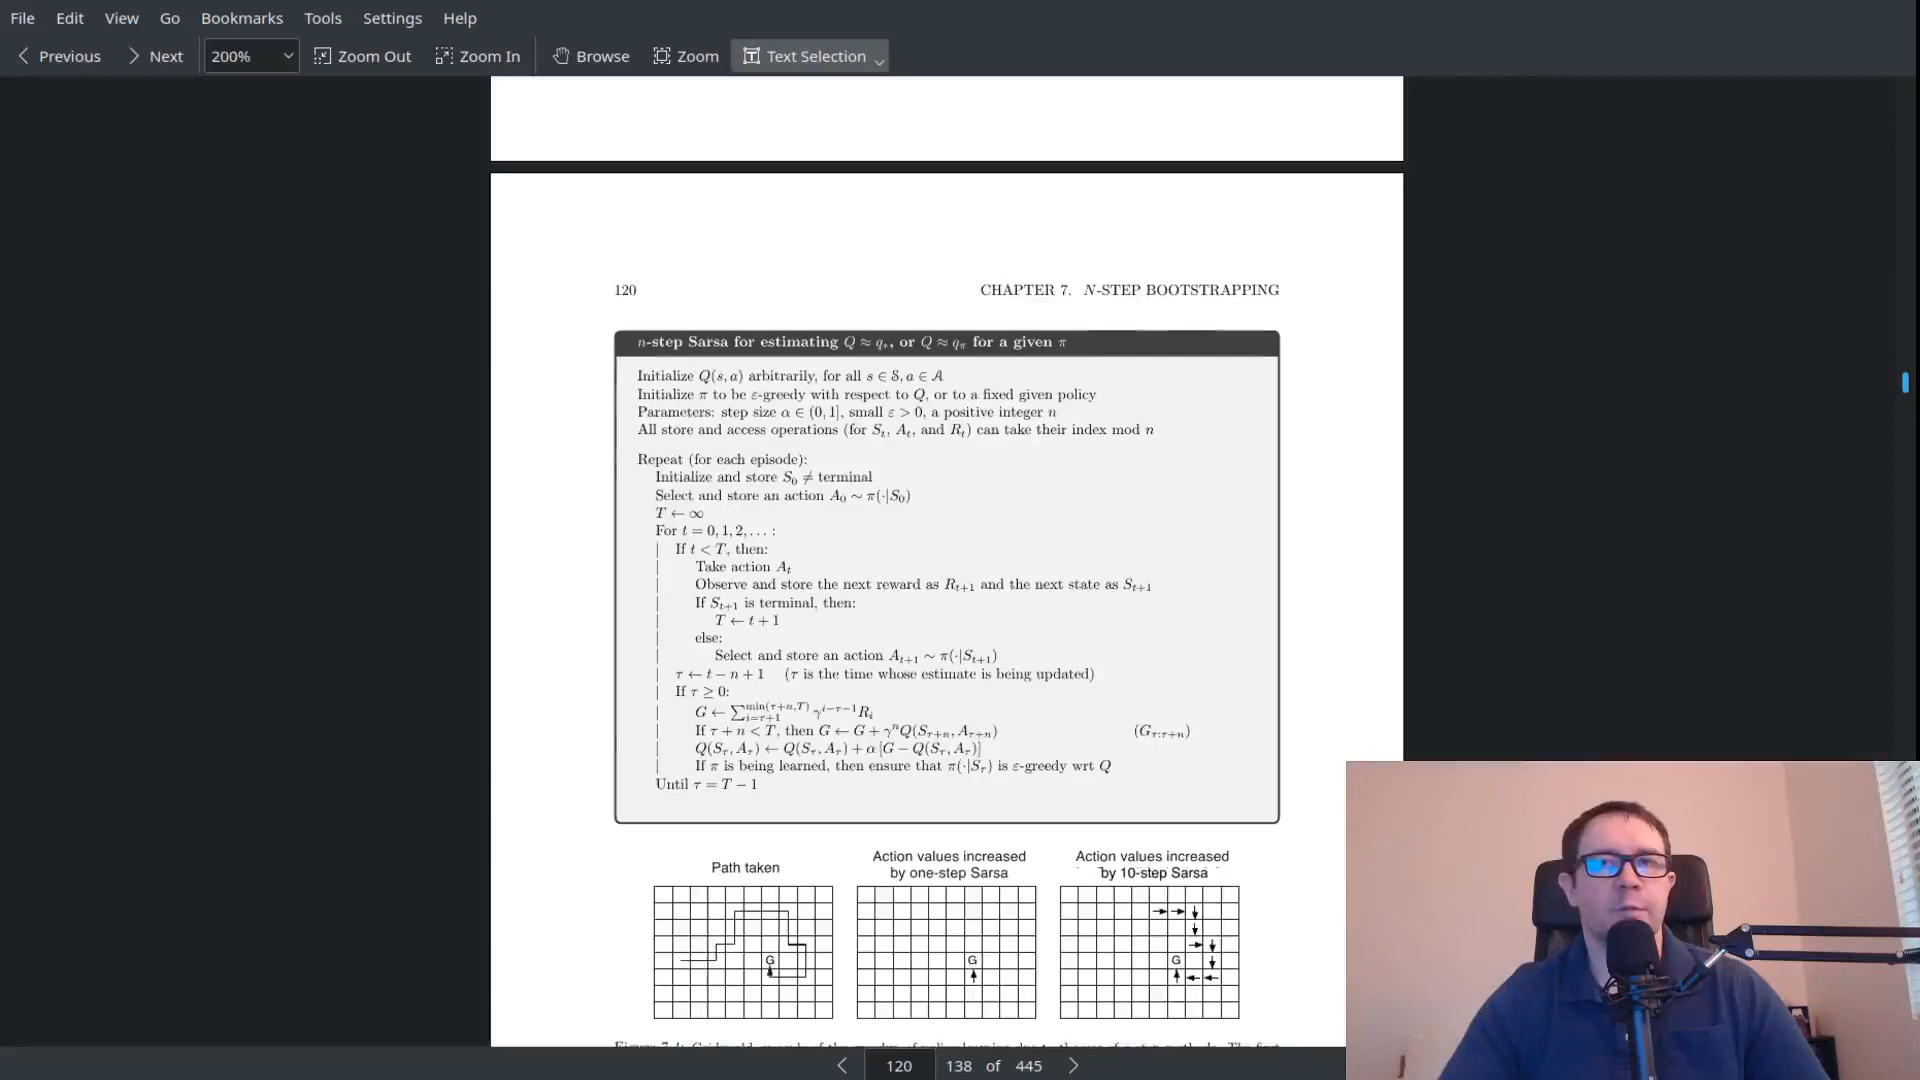 File Edit View Go Bookmarks Tools Settings Help
Previous Next 200% Zoom Out Zoom In Browse Zoom Text Selection
120 CHAPTER 7. N-STEP BOOTSTRAPPING
n-step Sarsa for estimating Q ≈ q*, or Q ≈ qπ for a given π
Initialize Q(s, a) arbitrarily, for all s ∈ S, a ∈ A
Initialize π to be ε-greedy with respect to Q, or to a fixed given policy
Parameters: step size α ∈ (0, 1], small ε > 0, a positive integer n
All store and access operations (for St, At, and Rt) can take their index mod n
Repeat (for each episode):
Initialize and store S0 ≠ terminal
Select and store an action A0 ∼ π(·|S0)
T ← ∞
For t = 0, 1, 2, . . . :
| If t < T, then:
| Take action At
| Observe and store the next reward as Rt+1 and the next state as St+1
| If St+1 is terminal, then:
| T ← t + 1
| else:
| Select and store an action At+1 ∼ π(·|St+1)
| τ ← t − n + 1 (τ is the time whose estimate is being updated)
| If τ ≥ 0:
| G ← ∑_{i=τ+1}^{min(τ+n,T)} γ^{i−τ−1} Ri
| If τ + n < T, then G ← G + γ^n Q(Sτ+n, Aτ+n) (Gτ:τ+n)
| Q(Sτ, Aτ) ← Q(Sτ, Aτ) + α [G − Q(Sτ, Aτ)]
| If π is being learned, then ensure that π(·|Sτ) is ε-greedy wrt Q
Until τ = T − 1
Path taken
Action values increased
by one-step Sarsa
Action values increased
by 10-step Sarsa
G
G
G
120 138 of 445